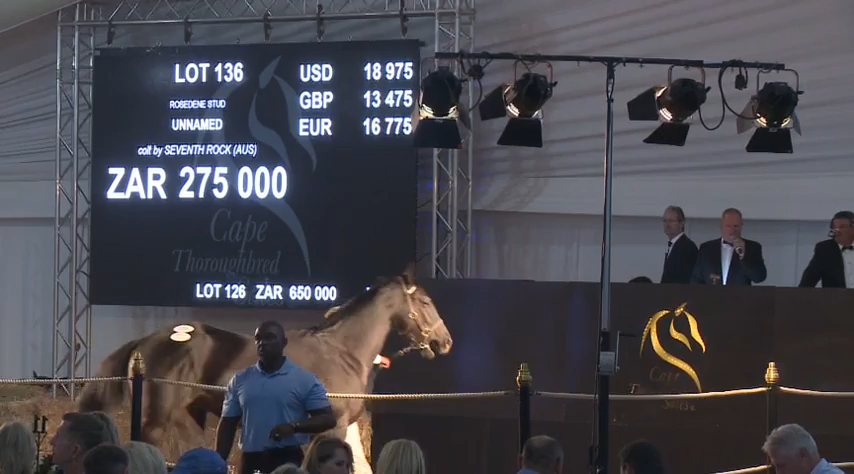 LOT 136 USD 18 975
ROSEDENE STUD GBP 13 475
UNNAMED EUR 16 775
colt by SEVENTH ROCK (AUS)
ZAR 275 000
Cape
Thoroughbred
LOT 126 ZAR 650 000
Cape